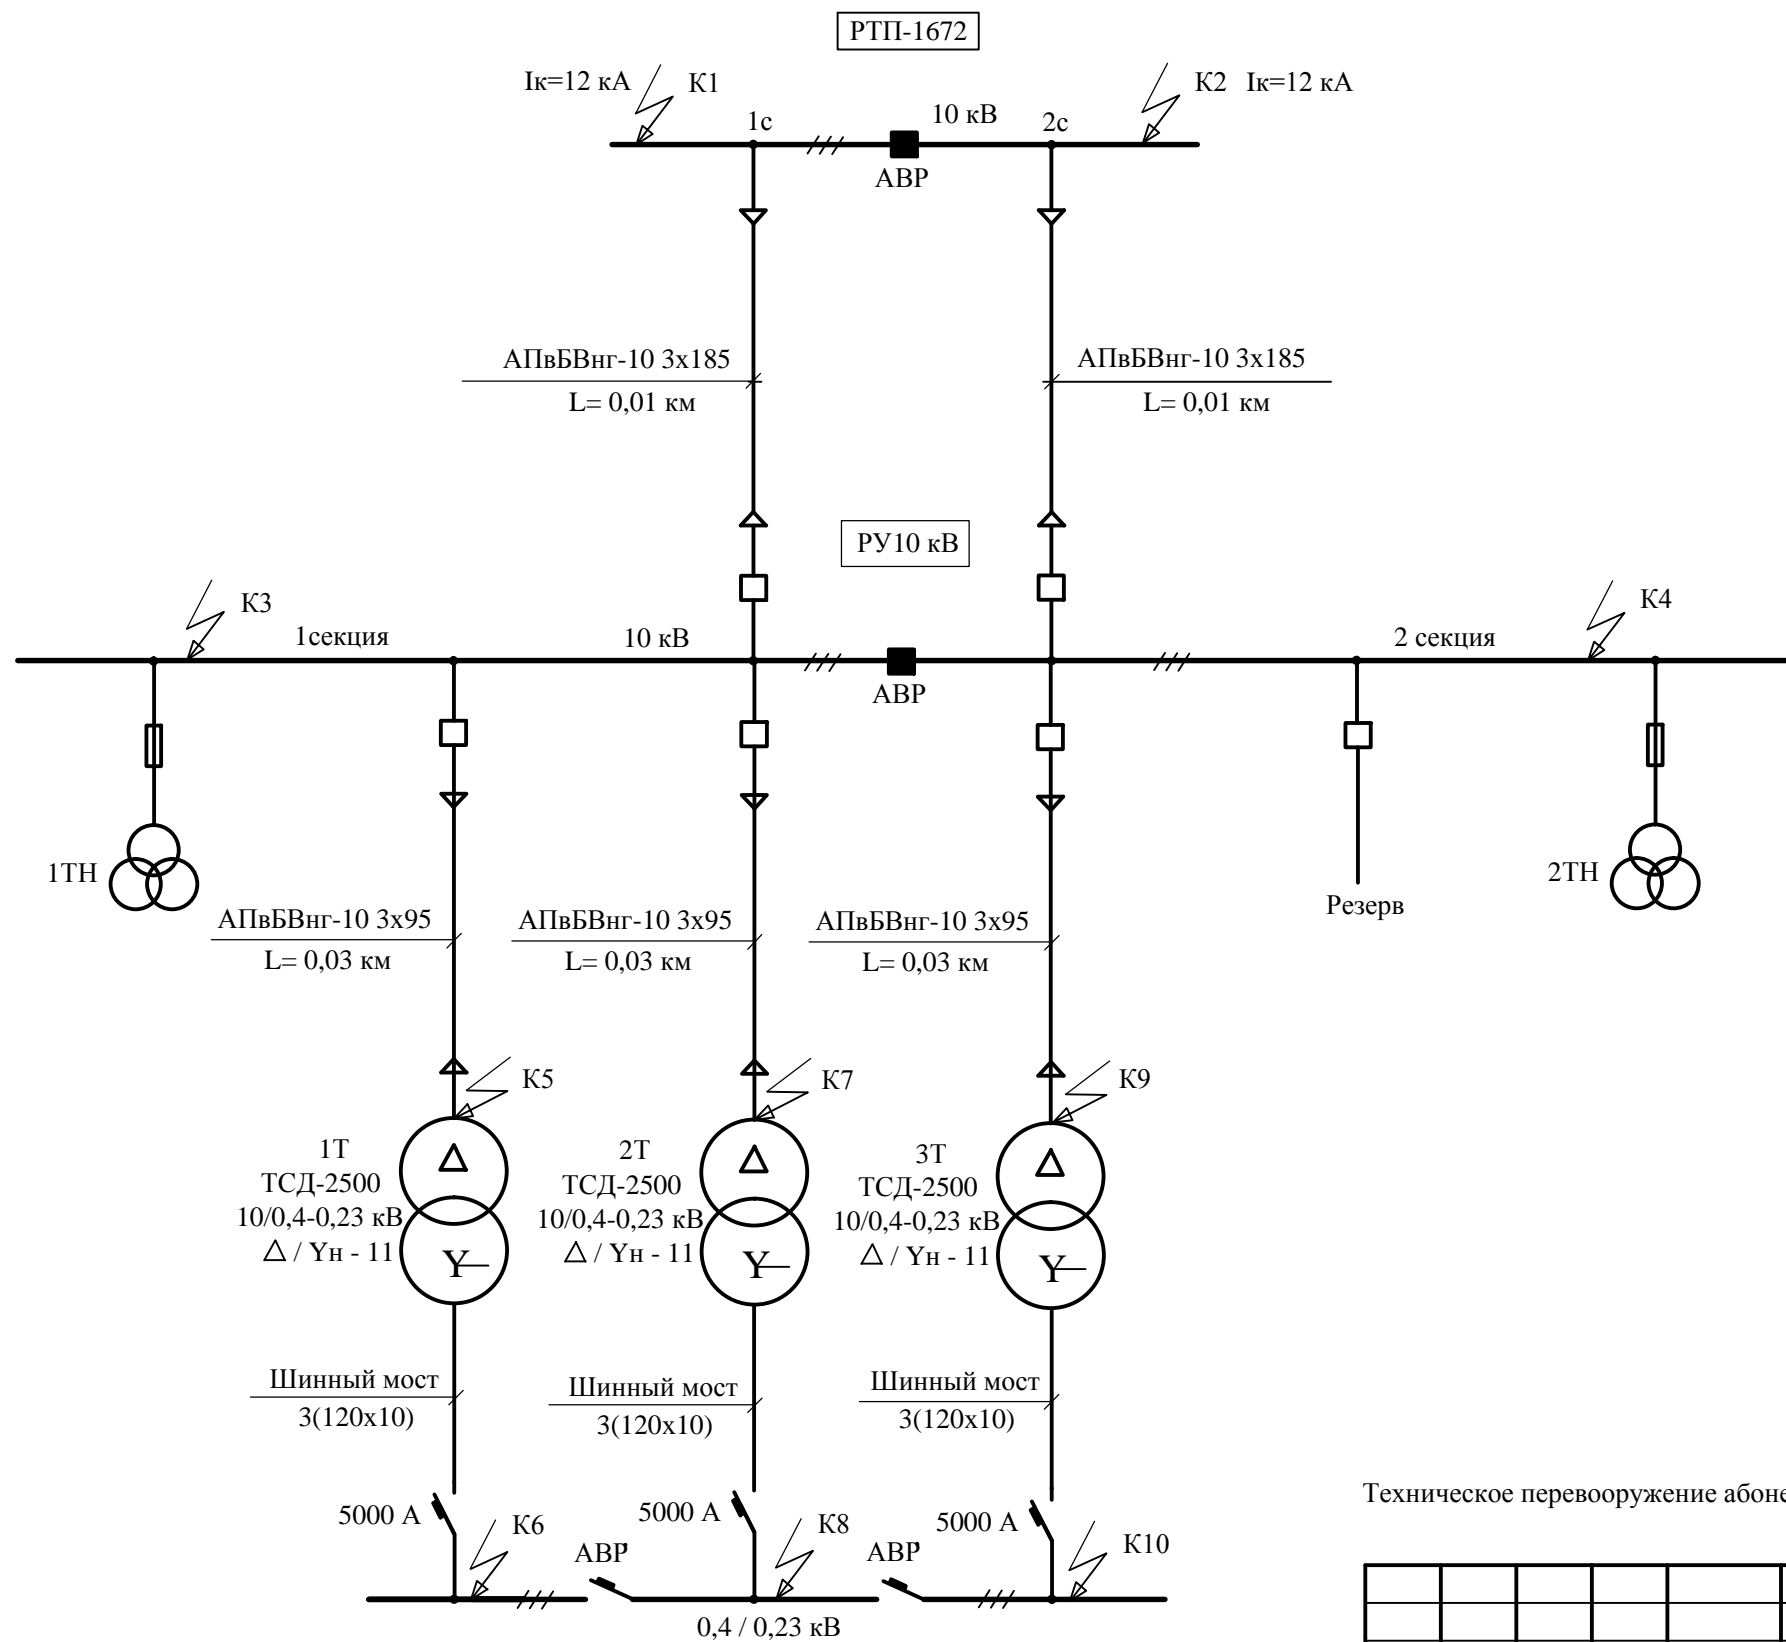 РТП-1672
Iк=12 кА
К1
К2
Iк=12 кА
1с
10 кВ
2с
АВР
АПвБВнг-10 3х185
L= 0,01 км
АПвБВнг-10 3х185
L= 0,01 км
РУ10 кВ
К3
К4
1секция
10 кВ
2 секция
АВР
1ТН
2ТН
Резерв
АПвБВнг-10 3х95
L= 0,03 км
АПвБВнг-10 3х95
L= 0,03 км
АПвБВнг-10 3х95
L= 0,03 км
К5
К7
К9
1Т
ТСД-2500
10/0,4-0,23 кВ
△ / Yн - 11
Y
2Т
ТСД-2500
10/0,4-0,23 кВ
△ / Yн - 11
Y
3Т
ТСД-2500
10/0,4-0,23 кВ
△ / Yн - 11
Y
Шинный мост
3(120х10)
Шинный мост
3(120х10)
Шинный мост
3(120х10)
5000 А
К6
5000 А
К8
5000 А
К10
АВР
АВР
0,4 / 0,23 кВ
Техническое перевооружение абоне